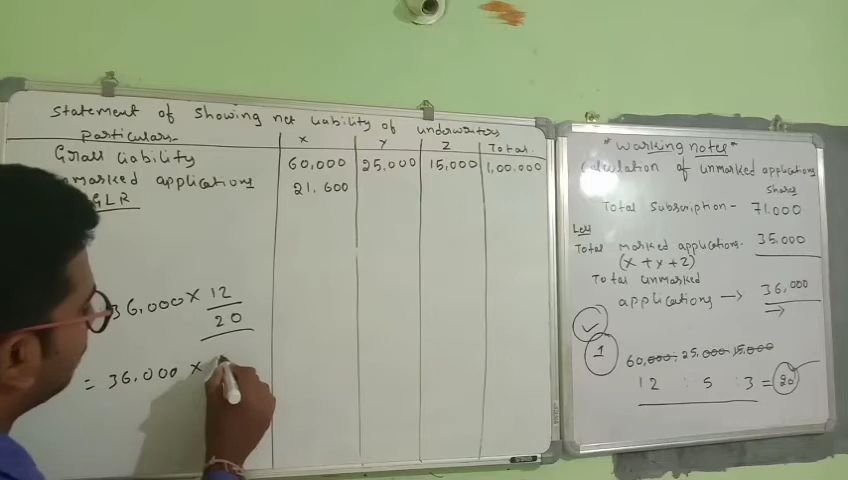 Statement of Showing net liability of underwriters
Particulars X Y Z Total
Gross liability 60,000 25,000 15,000 1,00,000
marked applications 21,600
GLR
36,000 × 12/20
= 36,000 ×
"Warking notes"
Calculation of unmarked applications
Shares
Total Subscription - 71,000
Less
Total marked applications - 35,000
(X + Y + Z)
Total unmarked
applications → 36,000
1 60,000: 25,000: 15,000
12 : 5 : 3 = 20